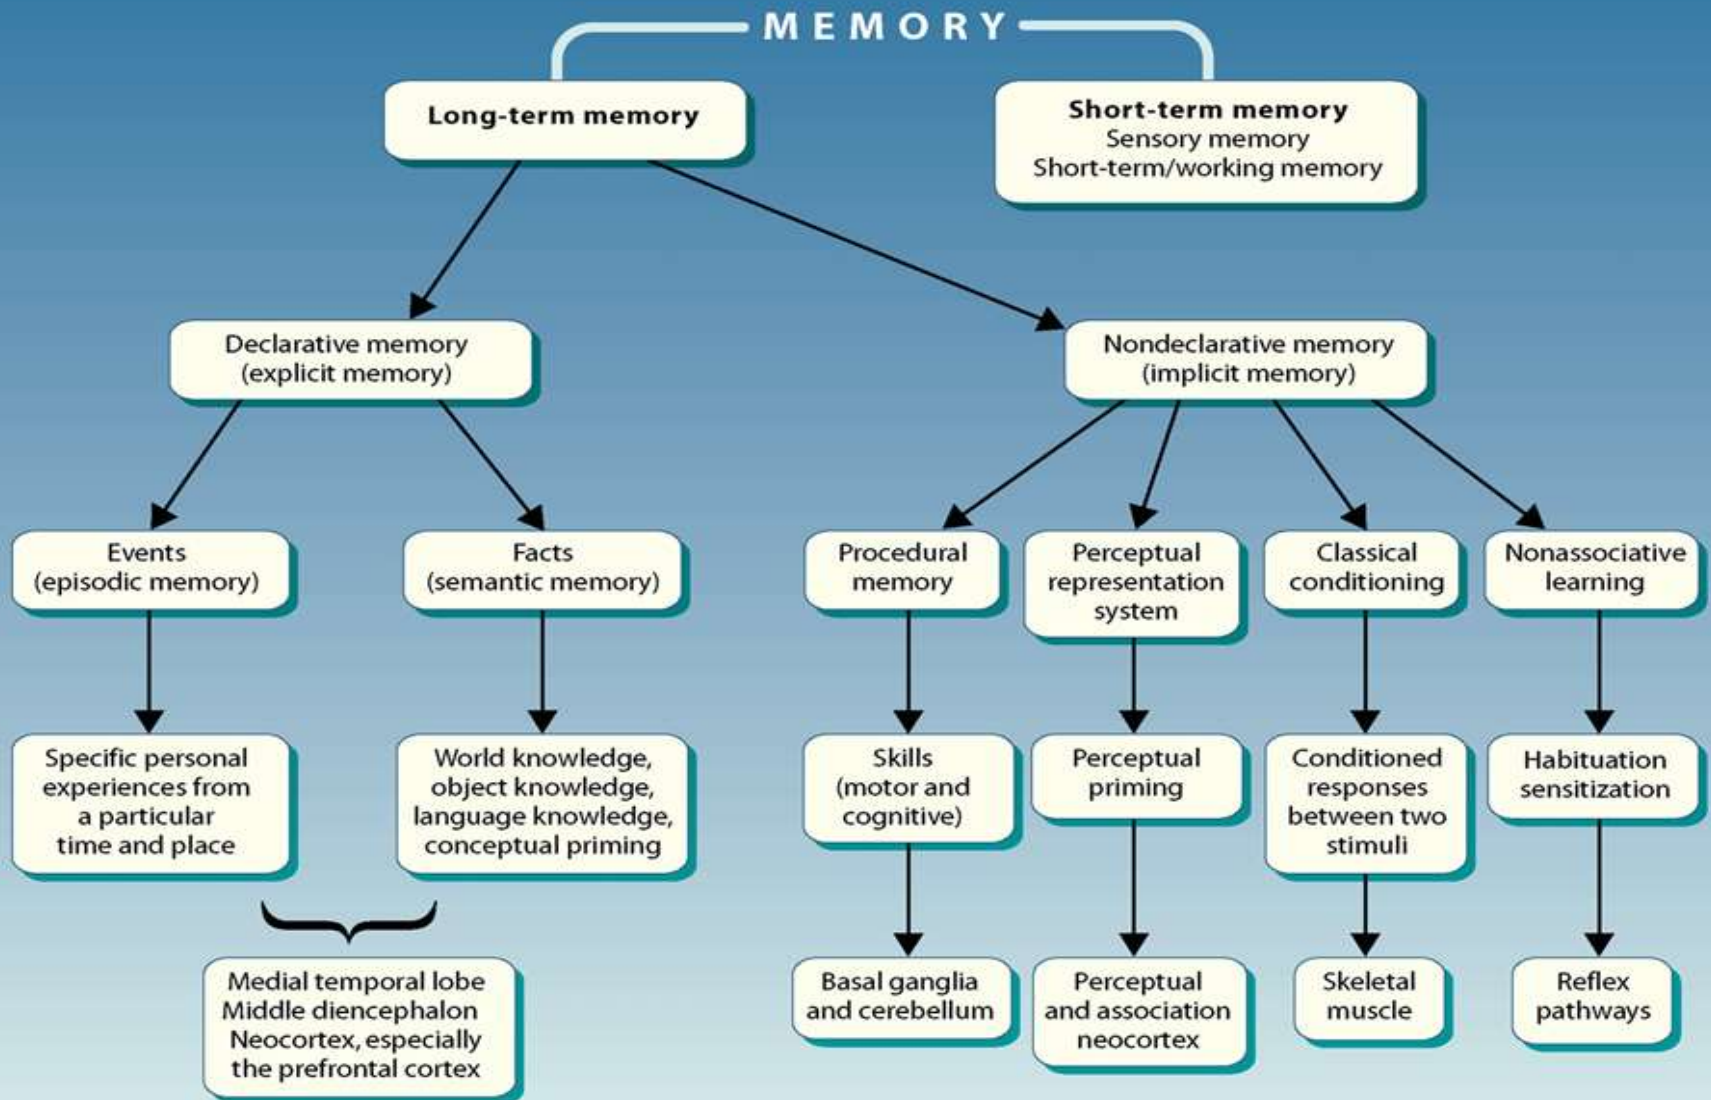 MEMORY
Long-term memory
Short-term memory
Sensory memory
Short-term/working memory
Declarative memory
(explicit memory)
Nondeclarative memory
(implicit memory)
Events
(episodic memory)
Facts
(semantic memory)
Procedural
memory
Perceptual
representation
system
Classical
conditioning
Nonassociative
learning
Specific personal
experiences from
a particular
time and place
World knowledge,
object knowledge,
language knowledge,
conceptual priming
Skills
(motor and
cognitive)
Perceptual
priming
Conditioned
responses
between two
stimuli
Habituation
sensitization
Medial temporal lobe
Middle diencephalon
Neocortex, especially
the prefrontal cortex
Basal ganglia
and cerebellum
Perceptual
and association
neocortex
Skeletal
muscle
Reflex
pathways